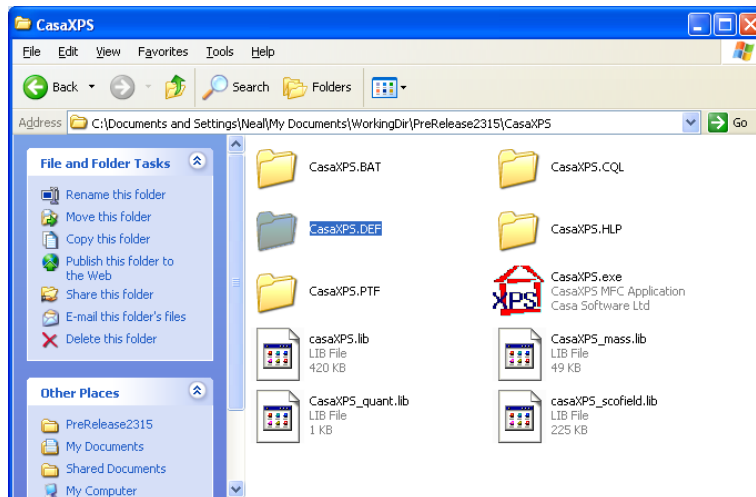 CasaXPS
File Edit View Favorites Tools Help
Back Search Folders
Address C:\Documents and Settings\Neal\My Documents\WorkingDir\PreRelease2315\CasaXPS Go
File and Folder Tasks
Rename this folder
Move this folder
Copy this folder
Publish this folder to
the Web
Share this folder
E-mail this folder's files
Delete this folder
Other Places
PreRelease2315
My Documents
Shared Documents
My Computer
CasaXPS.BAT
CasaXPS.CQL
CasaXPS.DEF
CasaXPS.HLP
CasaXPS.PTF
XPS
CasaXPS.exe
CasaXPS MFC Application
Casa Software Ltd
casaXPS.lib
LIB File
420 KB
CasaXPS_mass.lib
LIB File
49 KB
CasaXPS_quant.lib
LIB File
1 KB
casaXPS_scofield.lib
LIB File
225 KB